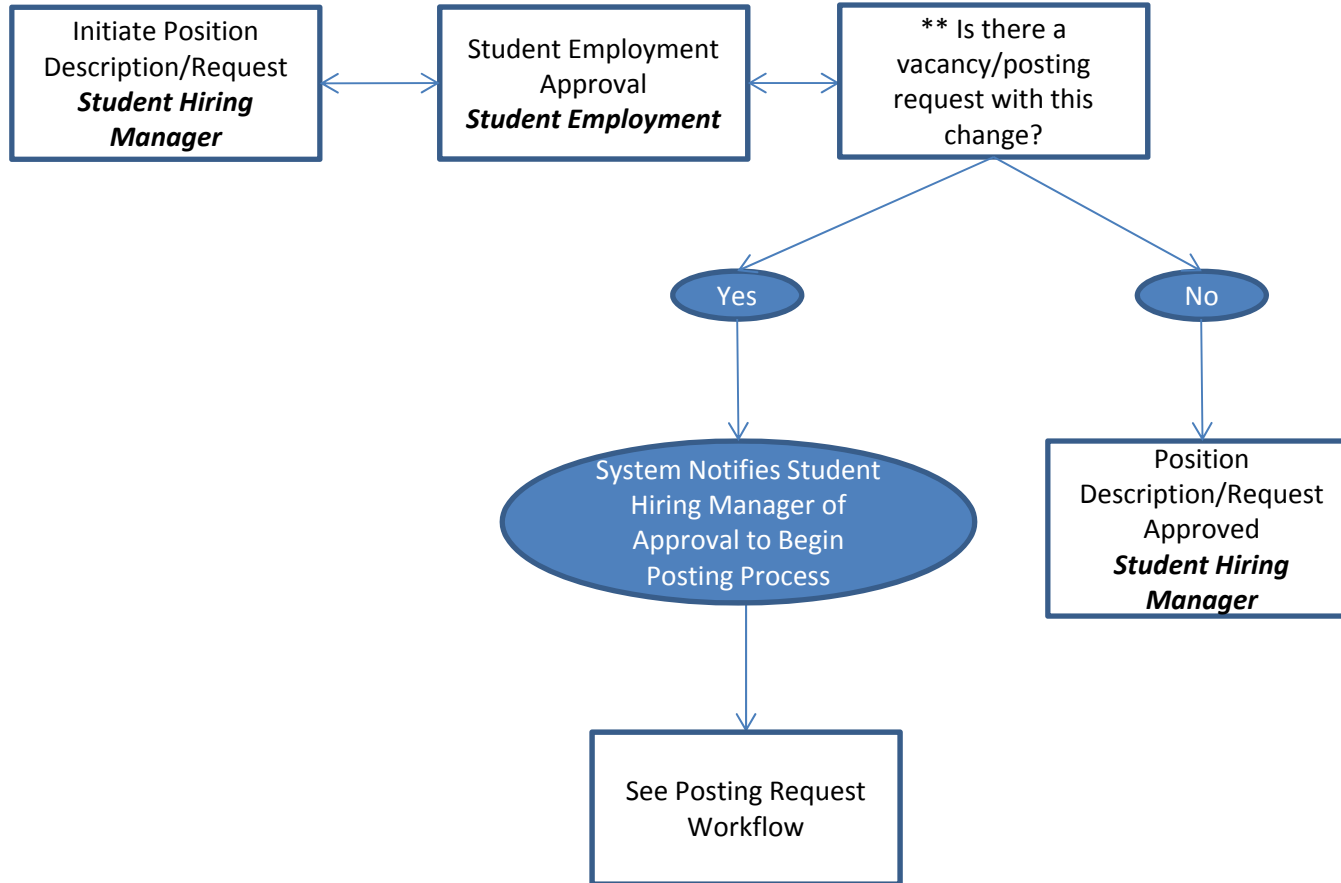 Initiate Position
Description/Request
Student Hiring
Manager
Student Employment
Approval
Student Employment
** Is there a
vacancy/posting
request with this
change?
Yes
No
System Notifies Student
Hiring Manager of
Approval to Begin
Posting Process
Position
Description/Request
Approved
Student Hiring
Manager
See Posting Request
Workflow